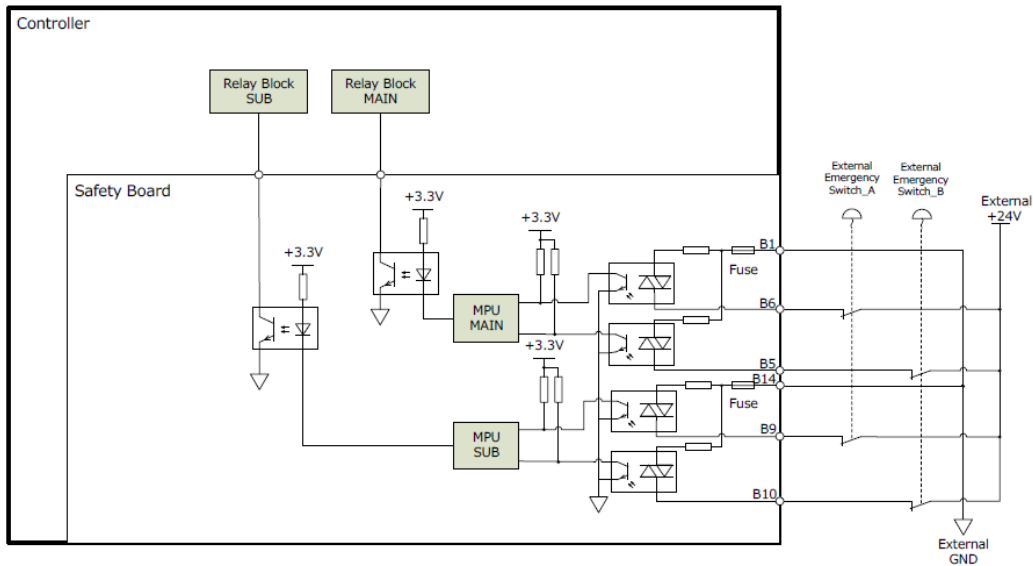 Controller
Relay Block
SUB
Relay Block
MAIN
Safety Board
+3.3V
+3.3V
+3.3V
External
Emergency
Switch_A
External
Emergency
Switch_B
External
+24V
B1
Fuse
MPU
MAIN
B6
+3.3V
B5
B14
Fuse
MPU
SUB
B9
B10
External
GND